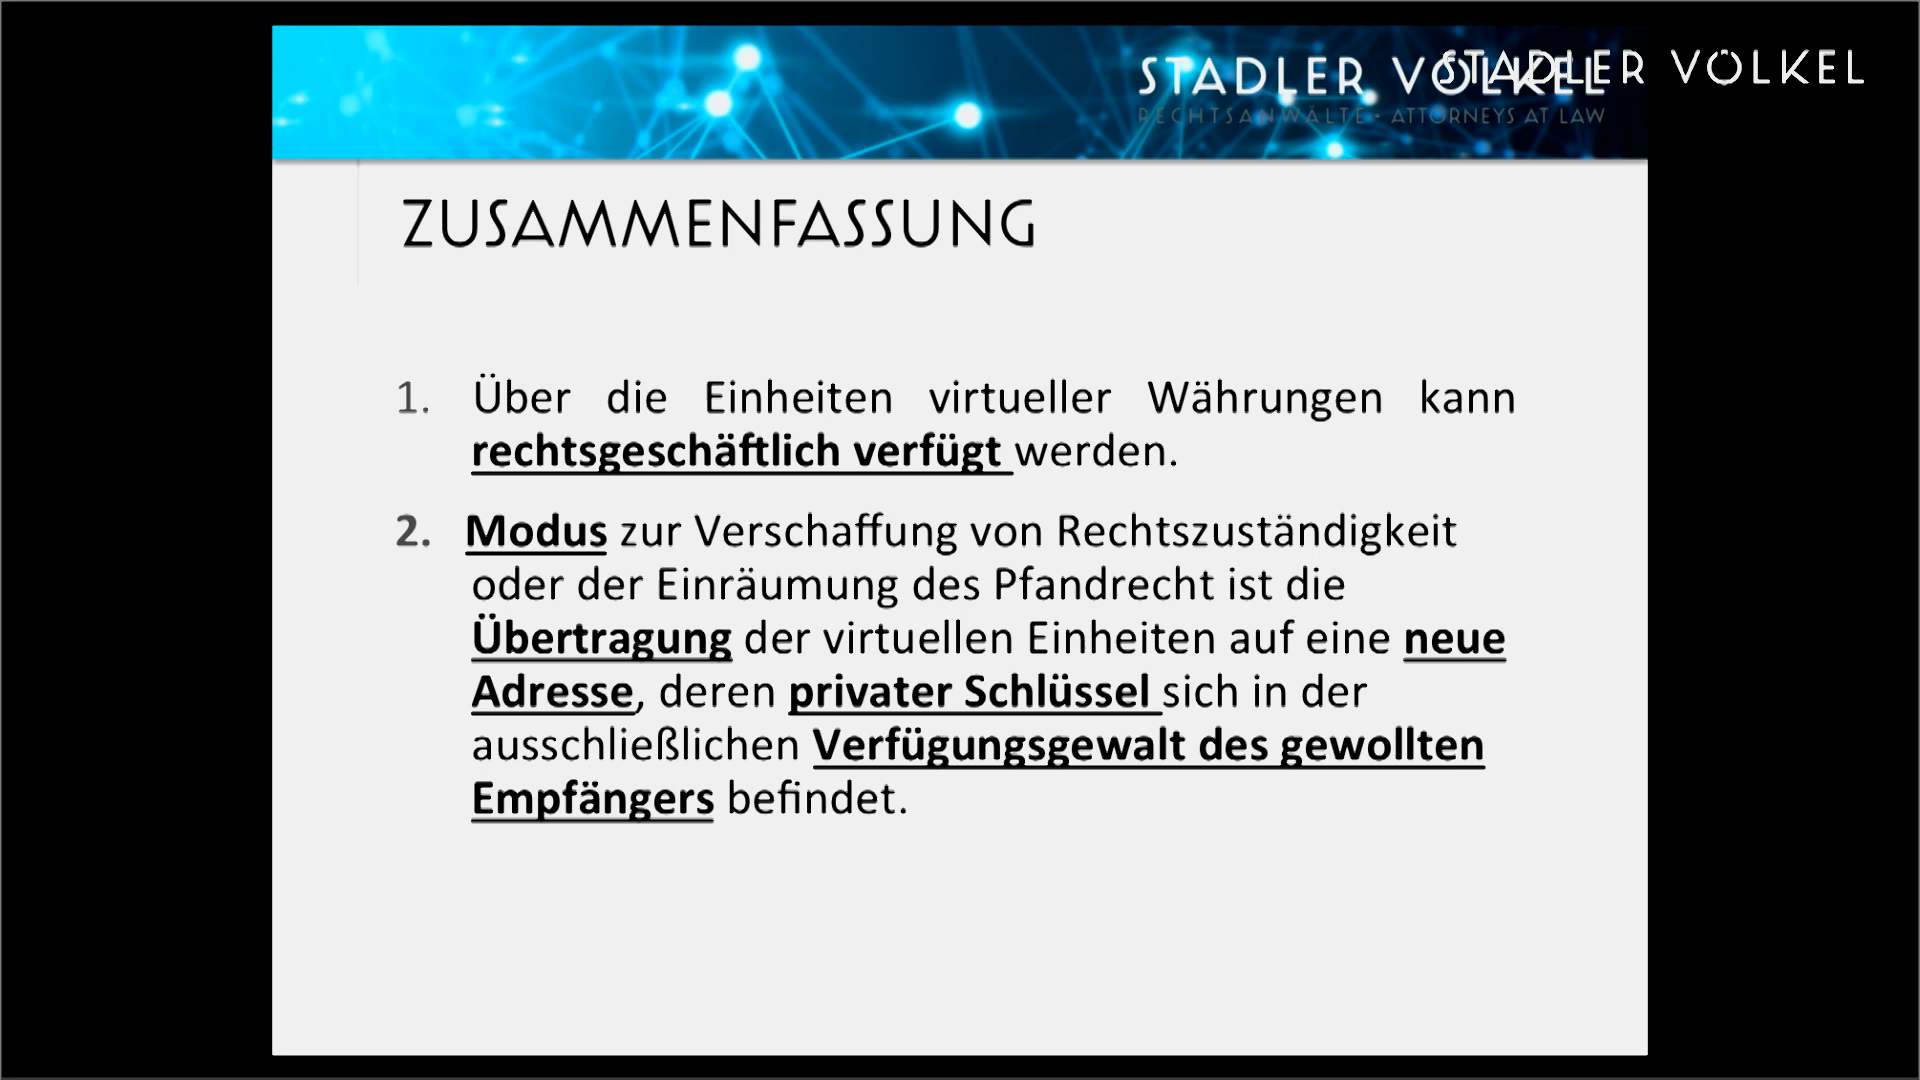 STADLER VÖLKEL
STADLER VÖLKEL
RECHTSANWÄLTE · ATTORNEYS AT LAW
ZUSAMMENFASSUNG
1. Über die Einheiten virtueller Währungen kann
rechtsgeschäftlich verfügt werden.
2. Modus zur Verschaffung von Rechtszuständigkeit
oder der Einräumung des Pfandrecht ist die
Übertragung der virtuellen Einheiten auf eine neue
Adresse, deren privater Schlüssel sich in der
ausschließlichen Verfügungsgewalt des gewollten
Empfängers befindet.